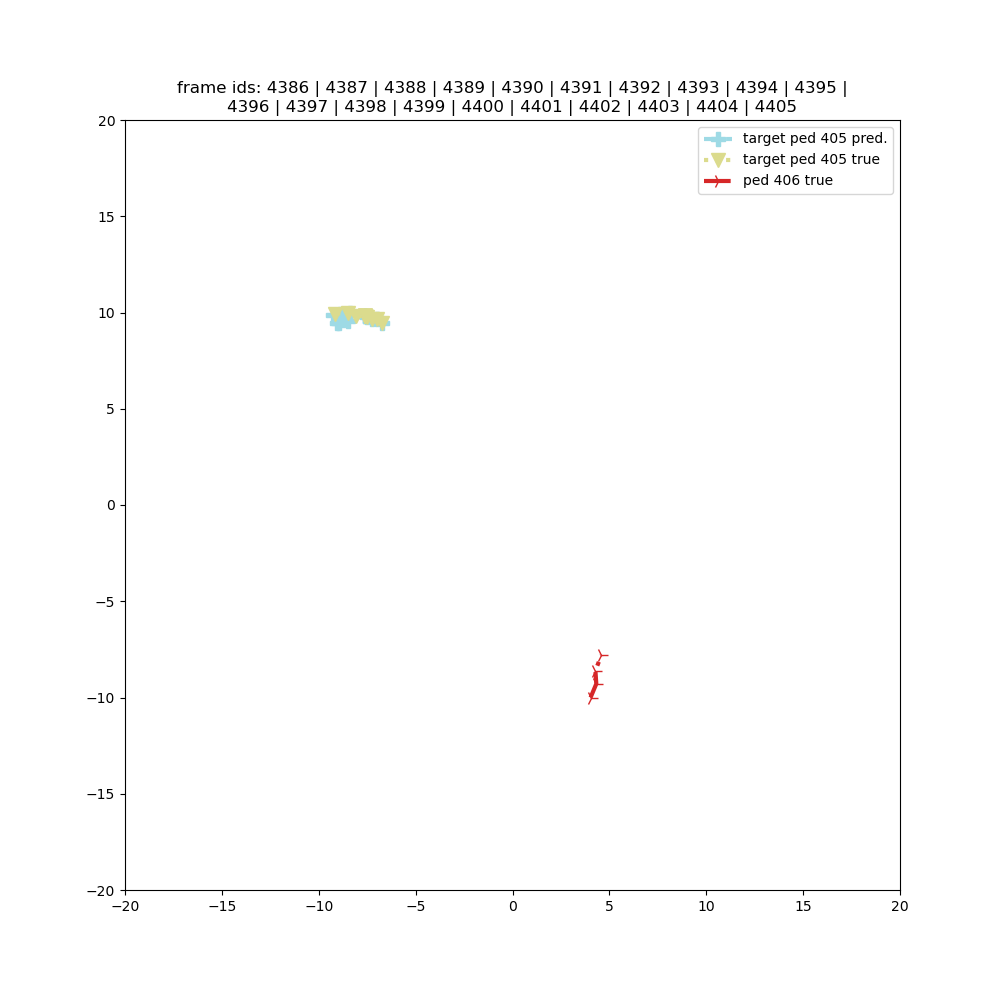 frame ids: 4386 | 4387 | 4388 | 4389 | 4390 | 4391 | 4392 | 4393 | 4394 | 4395 |
4396 | 4397 | 4398 | 4399 | 4400 | 4401 | 4402 | 4403 | 4404 | 4405
target ped 405 pred.
target ped 405 true
ped 406 true
20
15
10
5
0
−5
−10
−15
−20
−20 −15 −10 −5 0 5 10 15 20